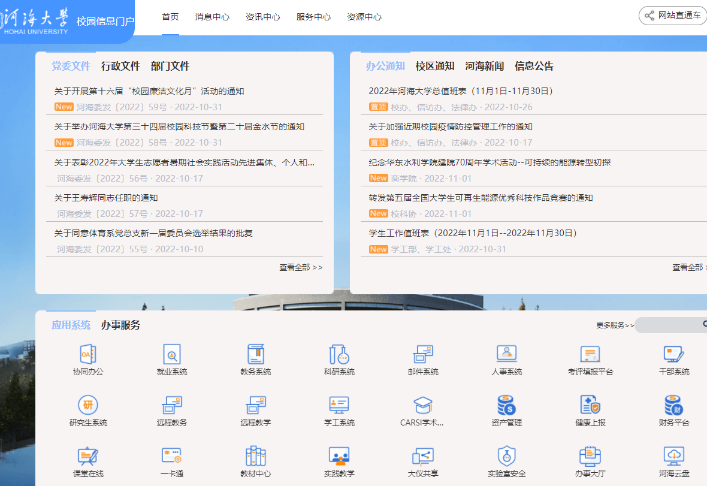 河海大学 校园信息门户
HOHAI UNIVERSITY
首页 消息中心 资讯中心 服务中心 资源中心
网站直通车
党委文件 行政文件 部门文件
关于开展第十六届“校园廉洁文化月”活动的通知
New 河海委发〔2022〕59号 · 2022-10-31
关于举办河海大学第三十四届校园科技节暨第二十届金水节的通知
New 河海委发〔2022〕58号 · 2022-10-31
关于表彰2022年大学生志愿者暑期社会实践活动先进集体、个人和...
河海委发〔2022〕56号 · 2022-10-17
关于王寿辉同志任职的通知
河海委发〔2022〕57号 · 2022-10-17
关于同意体育系党总支新一届委员会选举结果的批复
河海委发〔2022〕55号 · 2022-10-10
查看全部 >>
办公通知 校区通知 河海新闻 信息公告
2022年河海大学总值班表（11月1日-11月30日）
置顶 校办、信访办、法律办 · 2022-10-26
关于加强近期校园疫情防控管理工作的通知
置顶 校办、信访办、法律办 · 2022-10-17
纪念华东水利学院建院70周年学术活动--可持续的能源转型初探
New 商学院 · 2022-11-01
转发第五届全国大学生可再生能源优秀科技作品竞赛的通知
New 校科协 · 2022-11-01
学生工作值班表（2022年11月1日--2022年11月30日）
New 学工部、学工处 · 2022-10-31
查看全部
应用系统 办事服务
更多服务>>
协同办公 就业系统 教务系统 科研系统 邮件系统 人事系统 考评填报平台 干部系统
研究生系统 远程教务 远程教学 学工系统 CARSI学术... 资产管理 健康上报 财务平台
课堂在线 一卡通 教材中心 实践教学 大仪共享 实验室安全 办事大厅 河海云盘